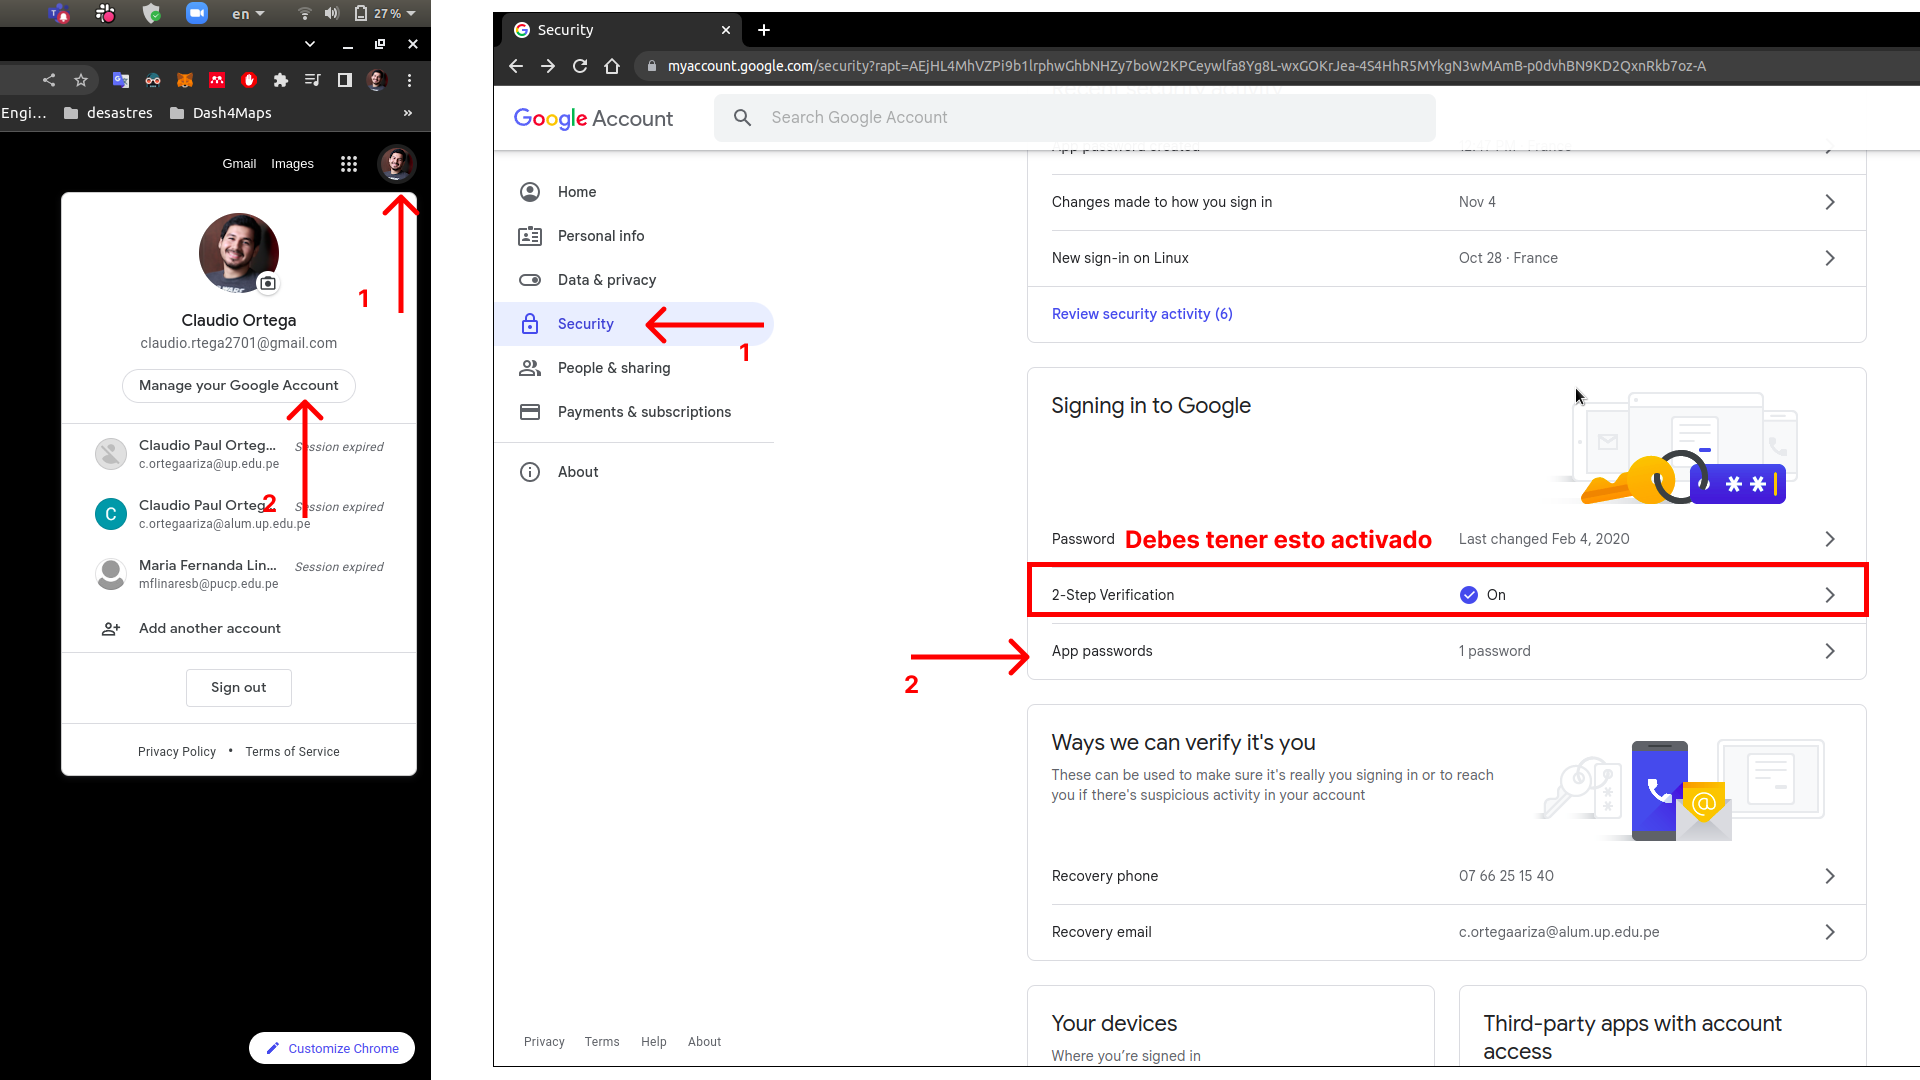 en
27%
Engi...
desastres
Dash4Maps
»
Gmail
Images
1
Claudio Ortega
claudio.rtega2701@gmail.com
Manage your Google Account
Claudio Paul Orteg...
Session expired
c.ortegaariza@up.edu.pe
Claudio Paul Orteg...
2
Session expired
C
c.ortegaariza@alum.up.edu.pe
Maria Fernanda Lin...
Session expired
mflinaresb@pucp.edu.pe
Add another account
Sign out
Privacy Policy • Terms of Service
Customize Chrome
Security
myaccount.google.com/security?rapt=AEjHL4MhVZPi9b1lrphwGhbNHZy7boW2KPCeywlfa8Yg8L-wxGOKrJea-4S4HhR5MYkgN3wMAmB-p0dvhBN9KD2QxnRkb7oz-A
Google Account
Search Google Account
Home
Personal info
Data & privacy
Security
1
People & sharing
Payments & subscriptions
About
Changes made to how you sign in
Nov 4
New sign-in on Linux
Oct 28 · France
Review security activity (6)
Signing in to Google
Password
Debes tener esto activado
Last changed Feb 4, 2020
2-Step Verification
On
App passwords
1 password
2
Ways we can verify it's you
These can be used to make sure it's really you signing in or to reach
you if there's suspicious activity in your account
Recovery phone
07 66 25 15 40
Recovery email
c.ortegaariza@alum.up.edu.pe
Your devices
Where you're signed in
Third-party apps with account
access
Privacy
Terms
Help
About